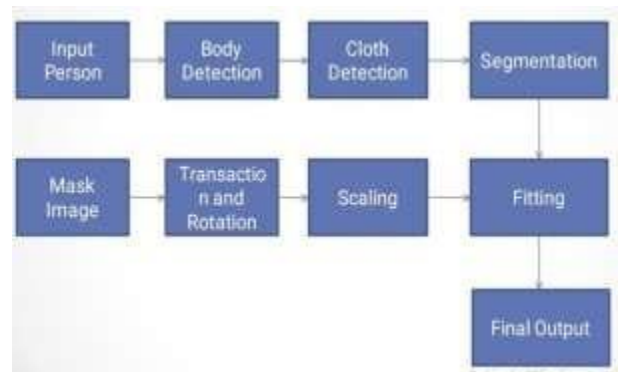 Input
Person
Body
Detection
Cloth
Detection
Segmentation
Mask
Image
Transactio
n and
Rotation
Scaling
Fitting
Final Output